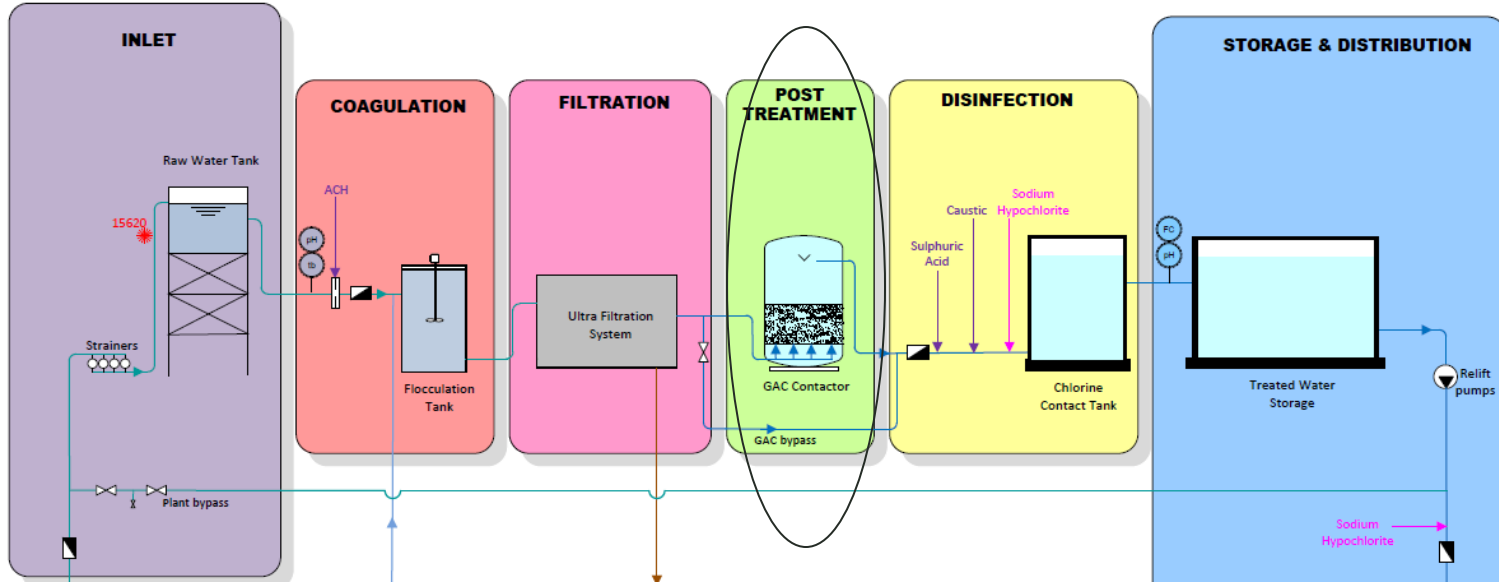 INLET
Raw Water Tank
15620
Strainers
Plant bypass
COAGULATION
ACH
pH
tb
Flocculation
Tank
FILTRATION
Ultra Filtration
System
POST
TREATMENT
GAC Contactor
GAC bypass
DISINFECTION
Sodium
Hypochlorite
Caustic
Sulphuric
Acid
Chlorine
Contact Tank
STORAGE & DISTRIBUTION
FC
pH
Treated Water
Storage
Relift
pumps
Sodium
Hypochlorite